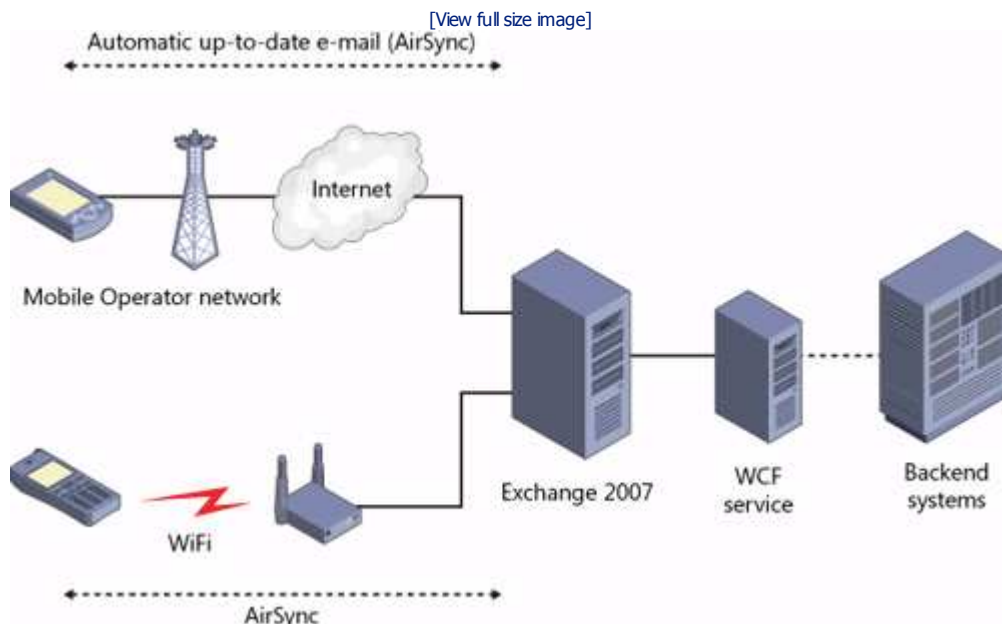 [View full size image]
Automatic up-to-date e-mail (AirSync)
Internet
Mobile Operator network
Exchange 2007
WCF
service
Backend
systems
WiFi
AirSync